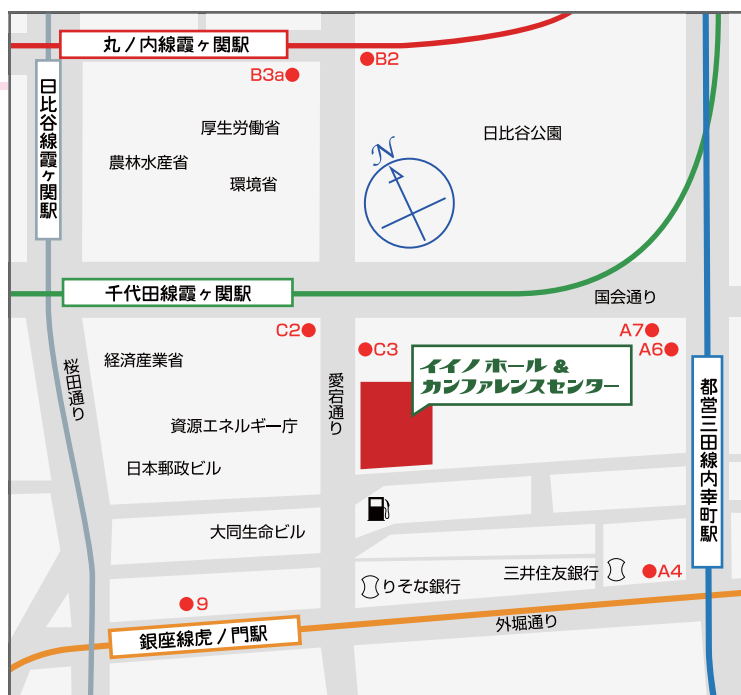 丸ノ内線霞ヶ関駅
B2
B3a
日比谷線霞ヶ関駅
厚生労働省
日比谷公園
農林水産省
環境省
N
千代田線霞ヶ関駅
国会通り
C2
A7
C3
A6
経済産業省
イイノホール &
カンファレンスセンター
桜田通り
愛宕通り
都営三田線内幸町駅
資源エネルギー庁
日本郵政ビル
大同生命ビル
三井住友銀行
A4
りそな銀行
9
銀座線虎ノ門駅
外堀通り